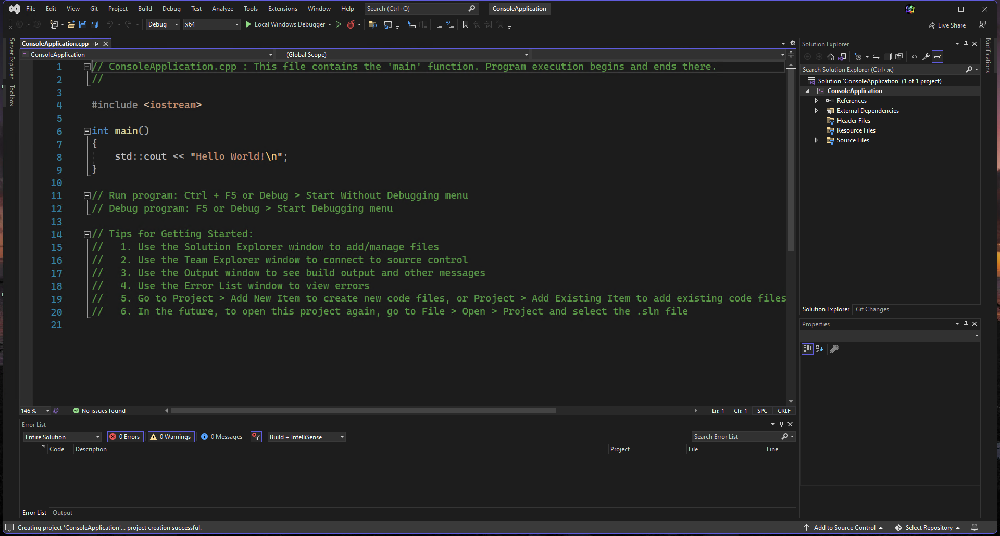 File Edit View Git Project Build Debug Test Analyze Tools Extensions Window Help Search (Ctrl+Q) ConsoleApplication
Debug x64 Local Windows Debugger Live Share
Server Explorer
Toolbox
ConsoleApplication.cpp
ConsoleApplication (Global Scope)
1 // ConsoleApplication.cpp : This file contains the 'main' function. Program execution begins and ends there.
2 //
3
4 #include <iostream>
5
6 int main()
7 {
8 std::cout << "Hello World!\n";
9 }
10
11 // Run program: Ctrl + F5 or Debug > Start Without Debugging menu
12 // Debug program: F5 or Debug > Start Debugging menu
13
14 // Tips for Getting Started:
15 //   1. Use the Solution Explorer window to add/manage files
16 //   2. Use the Team Explorer window to connect to source control
17 //   3. Use the Output window to see build output and other messages
18 //   4. Use the Error List window to view errors
19 //   5. Go to Project > Add New Item to create new code files, or Project > Add Existing Item to add existing code files
20 //   6. In the future, to open this project again, go to File > Open > Project and select the .sln file
21
146 % No issues found Ln: 1 Ch: 1 SPC CRLF
Error List
Entire Solution 0 Errors 0 Warnings 0 Messages Build + IntelliSense Search Error List
Code Description Project File Line
Error List Output
Solution Explorer
Search Solution Explorer (Ctrl+ж)
Solution 'ConsoleApplication' (1 of 1 project)
ConsoleApplication
References
External Dependencies
Header Files
Resource Files
Source Files
Solution Explorer Git Changes
Properties
Notifications
Creating project 'ConsoleApplication'... project creation successful. Add to Source Control Select Repository